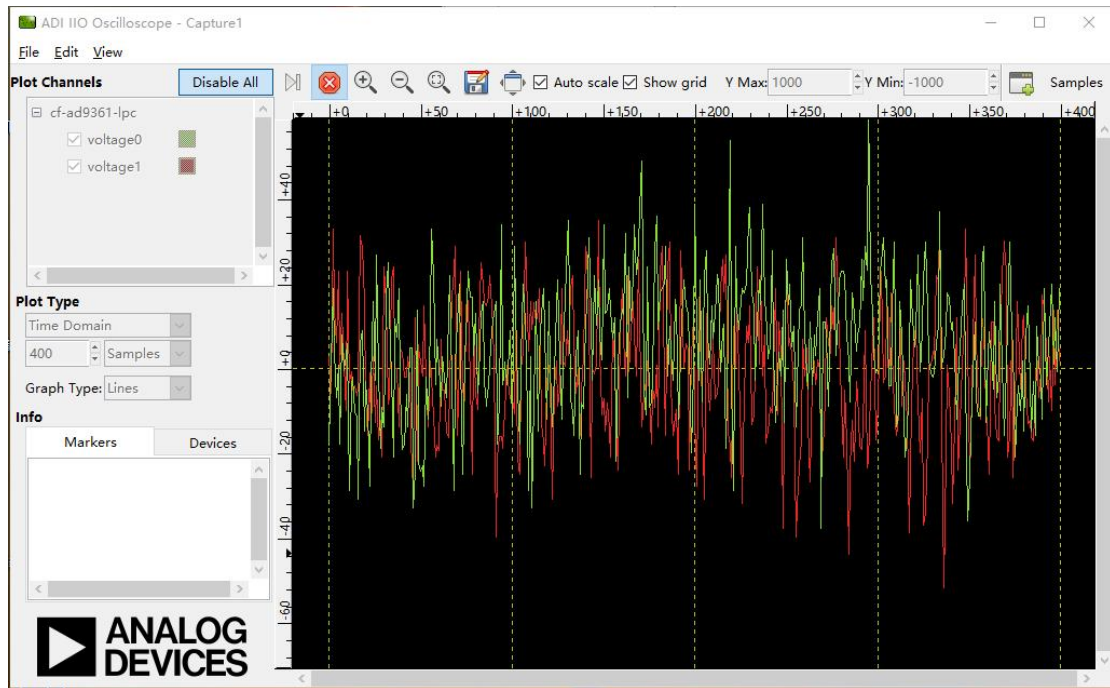 ADI IIO Oscilloscope - Capture1
File Edit View
Plot Channels Disable All Auto scale Show grid Y Max: 1000 Y Min: -1000 Samples
cf-ad9361-lpc
voltage0
voltage1
+0 +50 +100 +150 +200 +250 +300 +350 +400
+40
+20
+0
-20
-40
-60
Plot Type
Time Domain
400 Samples
Graph Type: Lines
Info
Markers Devices
ANALOG
DEVICES